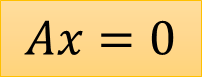 Ax = 0